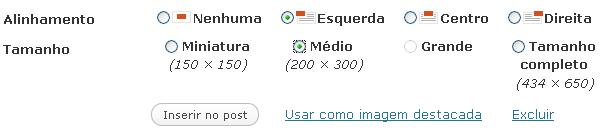 Alinhamento Nenhuma Esquerda Centro Direita
Tamanho Miniatura Médio Grande Tamanho
(150 × 150) (200 × 300) completo
(434 × 650)
Inserir no post Usar como imagem destacada Excluir